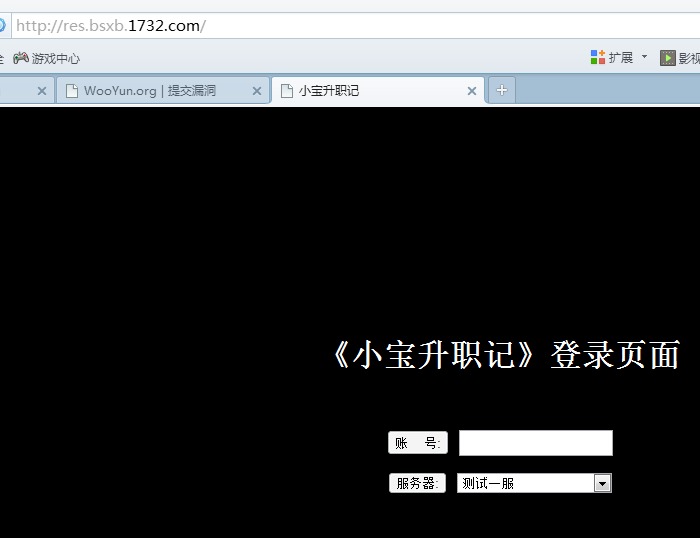 http://res.bsxb.1732.com/
游戏中心 扩展
WooYun.org | 提交漏洞 小宝升职记
《小宝升职记》登录页面
账 号:
服务器: 测试一服